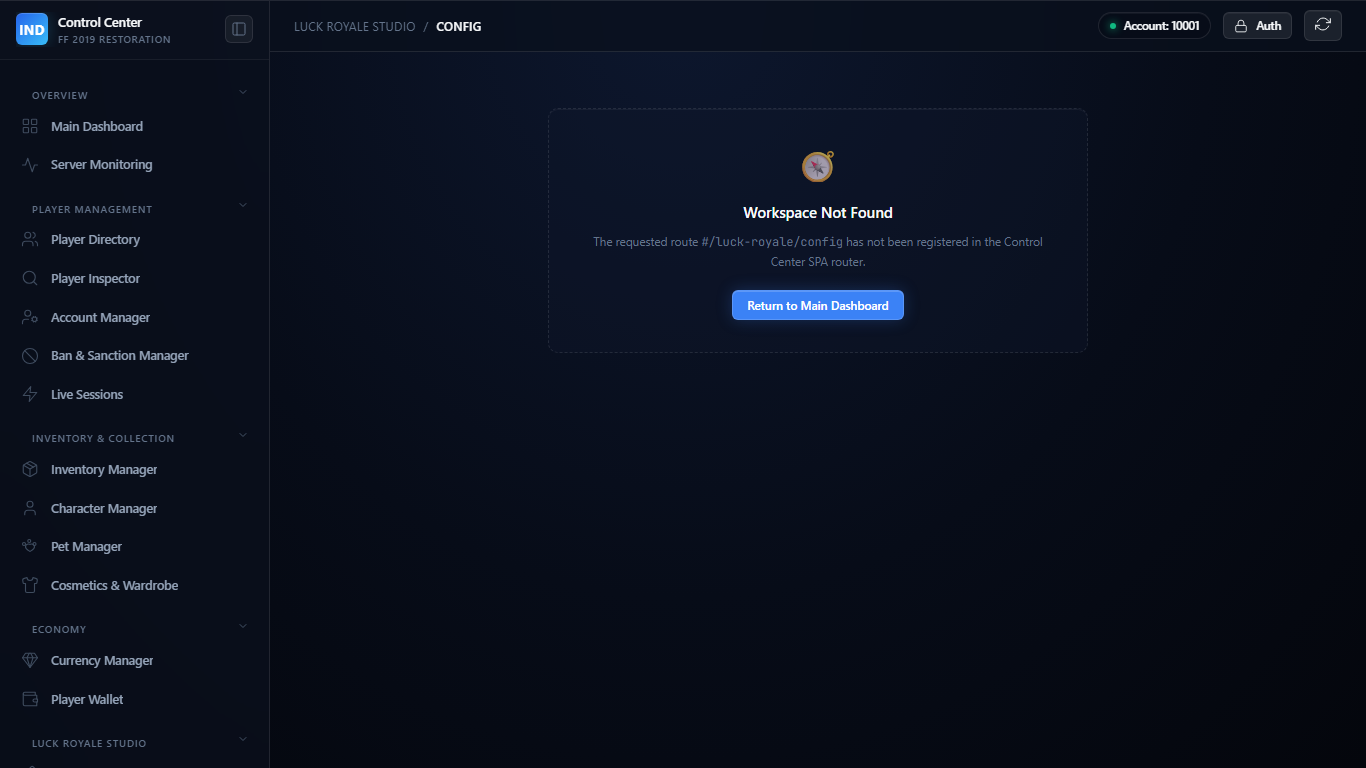 IND
Control Center
FF 2019 RESTORATION
LUCK ROYALE STUDIO / CONFIG
Account: 10001
Auth
OVERVIEW
Main Dashboard
Server Monitoring
PLAYER MANAGEMENT
Player Directory
Player Inspector
Account Manager
Ban & Sanction Manager
Live Sessions
INVENTORY & COLLECTION
Inventory Manager
Character Manager
Pet Manager
Cosmetics & Wardrobe
ECONOMY
Currency Manager
Player Wallet
LUCK ROYALE STUDIO
Workspace Not Found
The requested route #/luck-royale/config has not been registered in the Control
Center SPA router.
Return to Main Dashboard